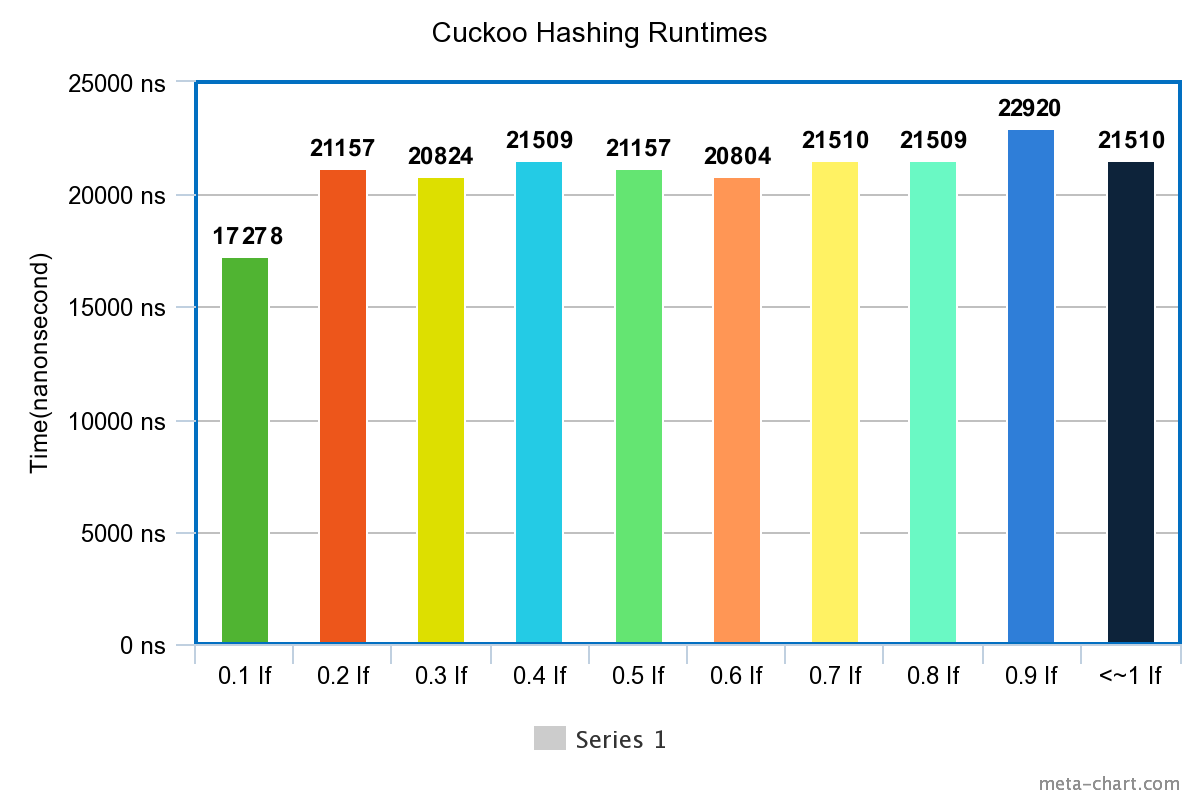 Cuckoo Hashing Runtimes
Time(nanonsecond)
25000 ns
20000 ns
15000 ns
10000 ns
5000 ns
0 ns
17278
21157
20824
21509
21157
20804
21510
21509
22920
21510
0.1 lf
0.2 lf
0.3 lf
0.4 lf
0.5 lf
0.6 lf
0.7 lf
0.8 lf
0.9 lf
<~1 lf
Series 1
meta-chart.com